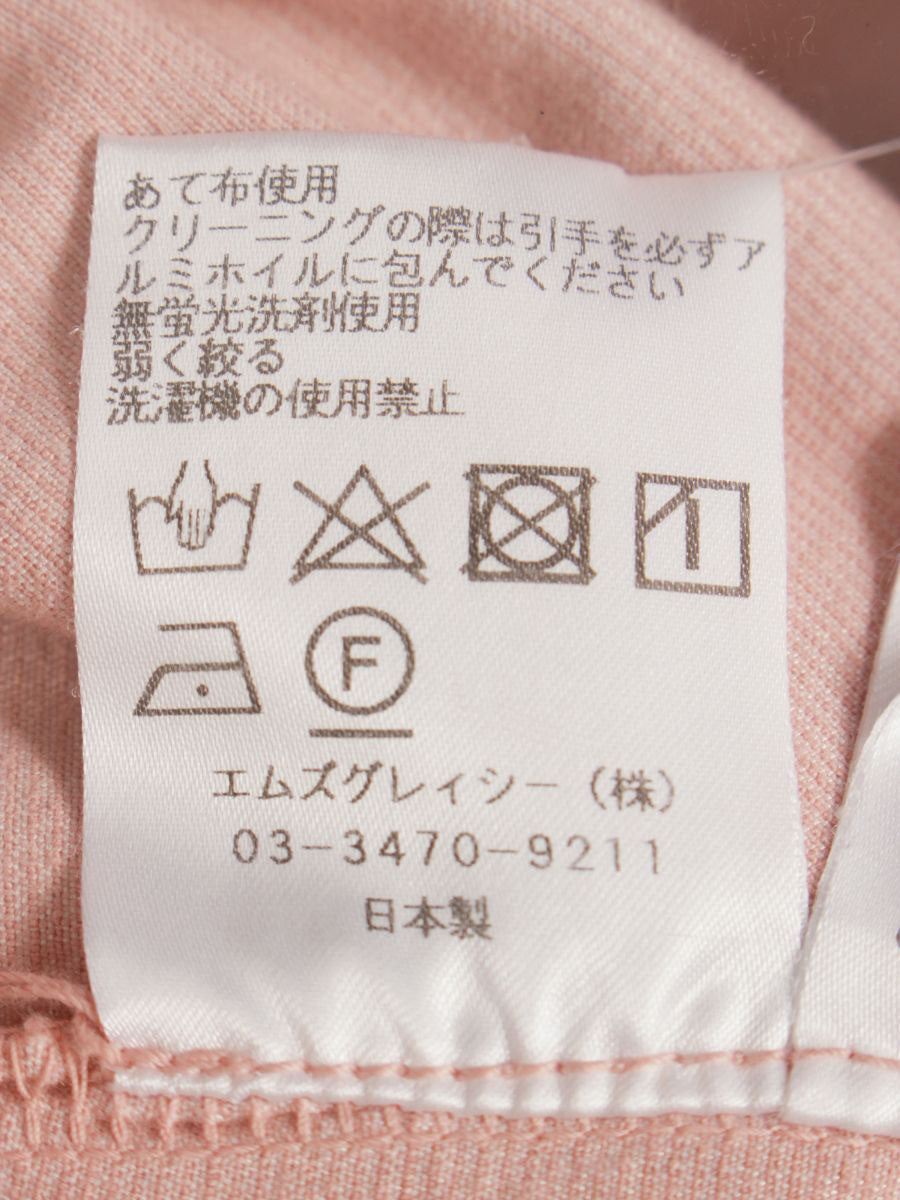 あて布使用
クリーニングの際は引手を必ずア
ルミホイルに包んでください
無蛍光洗剤使用
弱く絞る
洗濯機の使用禁止
F
エムズグレイシー（株）
03-3470-9211
日本製